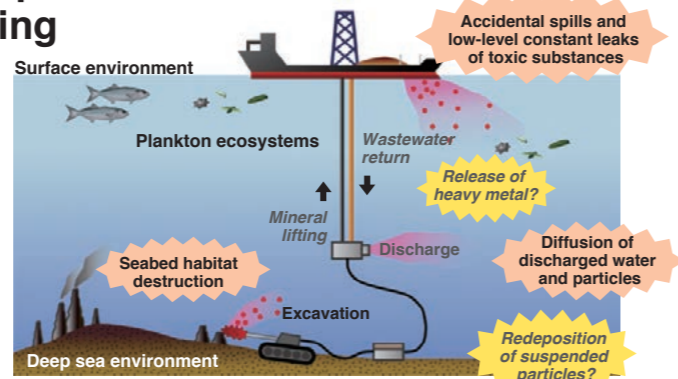 ing
Accidental spills and
low-level constant leaks
of toxic substances
Surface environment
Plankton ecosystems
Wastewater
return
Release of
heavy metal?
Mineral
lifting
Discharge
Diffusion of
discharged water
and particles
Seabed habitat
destruction
Excavation
Deep sea environment
Redeposition
of suspended
particles?